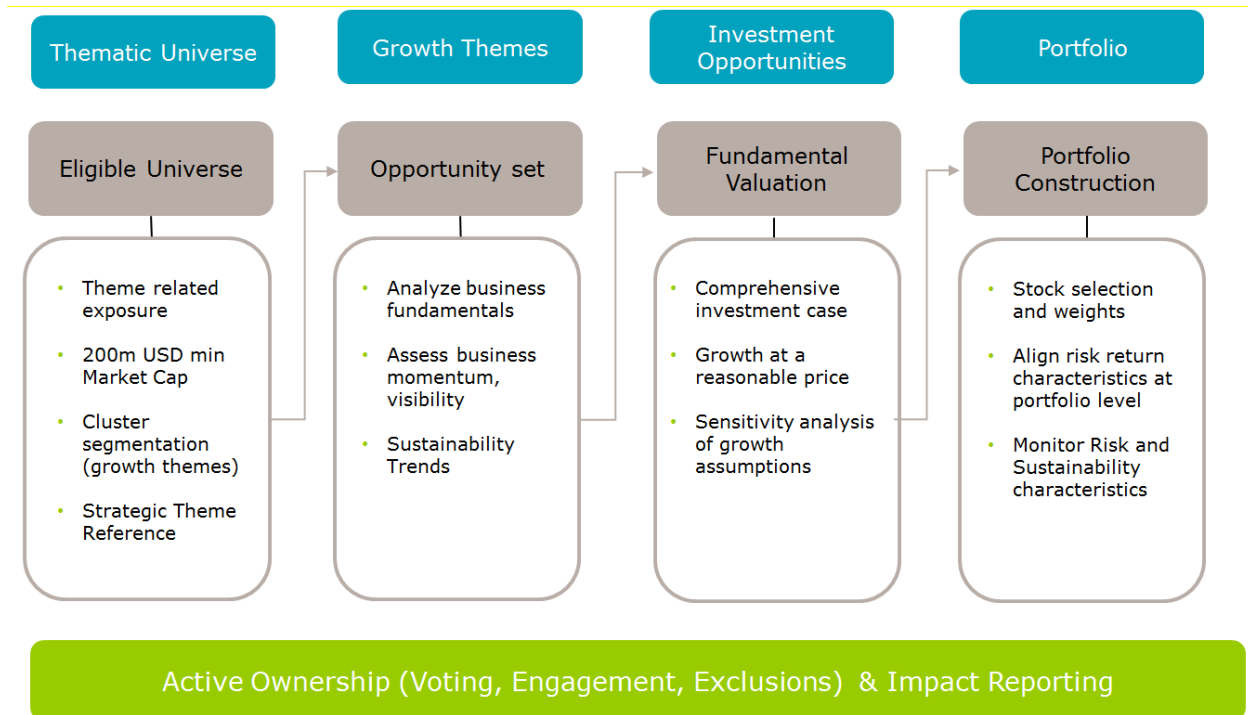 Thematic Universe
Growth Themes
Investment
Opportunities
Portfolio
Eligible Universe
Opportunity set
Fundamental
Valuation
Portfolio
Construction
• Theme related
exposure
• 200m USD min
Market Cap
• Cluster
segmentation
(growth themes)
• Strategic Theme
Reference
• Analyze business
fundamentals
• Assess business
momentum,
visibility
• Sustainability
Trends
• Comprehensive
investment case
• Growth at a
reasonable price
• Sensitivity analysis
of growth
assumptions
• Stock selection
and weights
• Align risk return
characteristics at
portfolio level
• Monitor Risk and
Sustainability
characteristics
Active Ownership (Voting, Engagement, Exclusions) & Impact Reporting